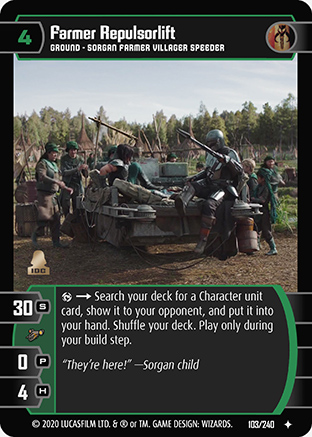 4 Farmer Repulsorlift
GROUND - SORGAN FARMER VILLAGER SPEEDER
IDC
30 S
→ Search your deck for a Character unit
card, show it to your opponent, and put it into
your hand. Shuffle your deck. Play only during
your build step.
0 P
“They’re here!” —Sorgan child
4 H
© 2020 LUCASFILM LTD. & ® or TM. GAME DESIGN: WIZARDS. 103/240